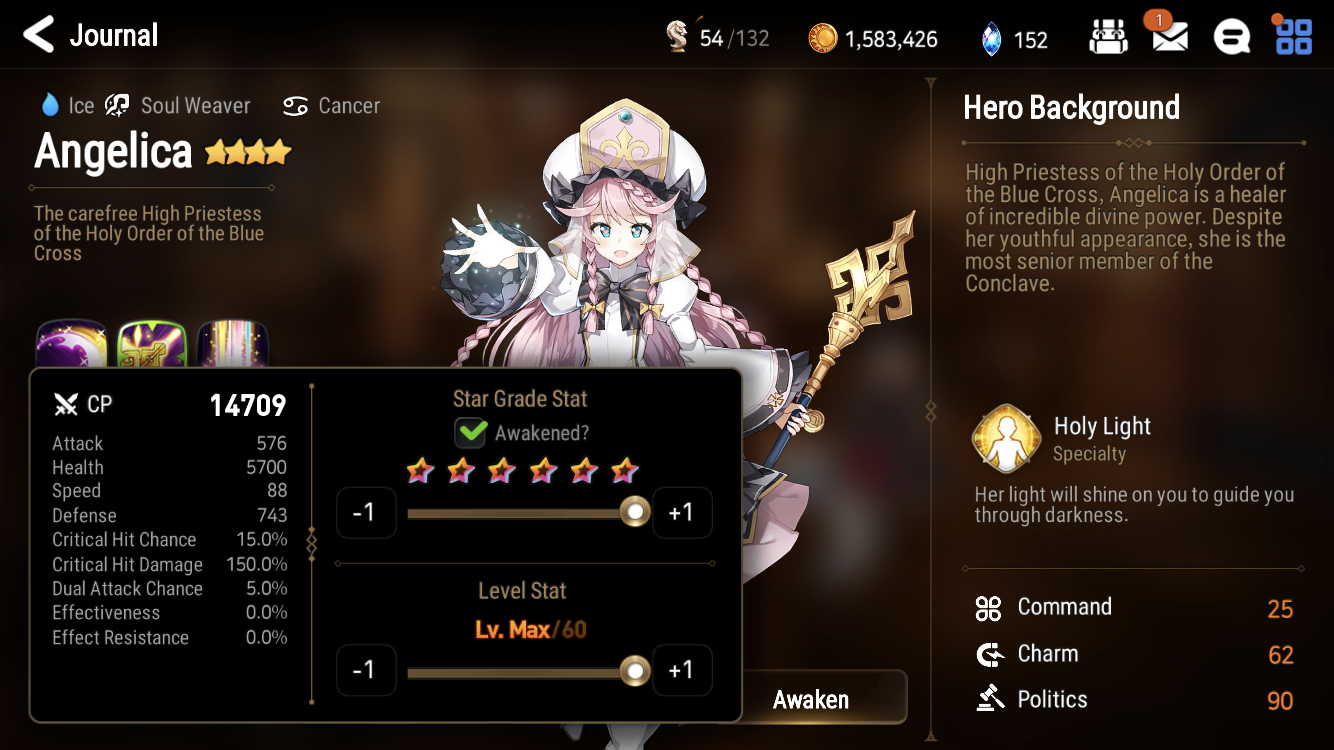 Journal
54/132
1,583,426
152
1
Ice
Soul Weaver
Cancer
Angelica
The carefree High Priestess
of the Holy Order of the Blue
Cross
CP 14709
Attack 576
Health 5700
Speed 88
Defense 743
Critical Hit Chance 15.0%
Critical Hit Damage 150.0%
Dual Attack Chance 5.0%
Effectiveness 0.0%
Effect Resistance 0.0%
Star Grade Stat
Awakened?
-1
+1
Level Stat
Lv. Max/60
-1
+1
Awaken
Hero Background
High Priestess of the Holy Order of
the Blue Cross, Angelica is a healer
of incredible divine power. Despite
her youthful appearance, she is the
most senior member of the
Conclave.
Holy Light
Specialty
Her light will shine on you to guide you
through darkness.
Command 25
Charm 62
Politics 90